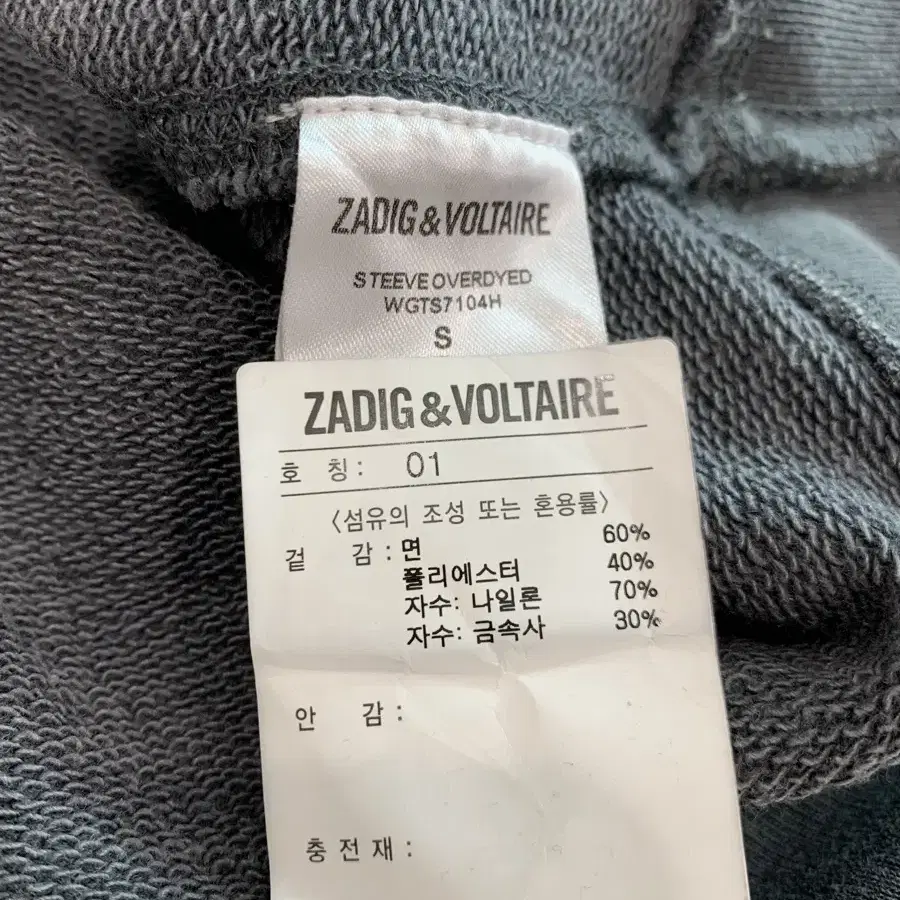 ZADIG&VOLTAIRE
STEEVE OVERDYED
WGTS7104H
S
ZADIG&VOLTAIRE
호 칭 : 01
〈섬유의 조성 또는 혼용률〉
겉 감 : 면 60%
폴리에스터 40%
자수: 나일론 70%
자수: 금속사 30%
안 감 :
충 전 재 :